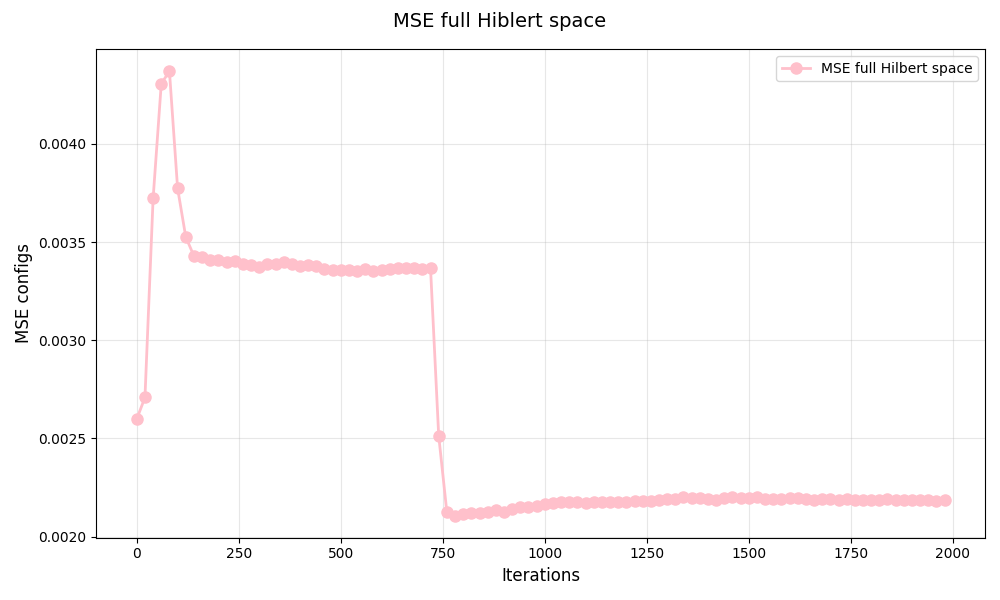 MSE full Hiblert space
MSE full Hilbert space
MSE configs
0.0040
0.0035
0.0030
0.0025
0.0020
0 250 500 750 1000 1250 1500 1750 2000
Iterations